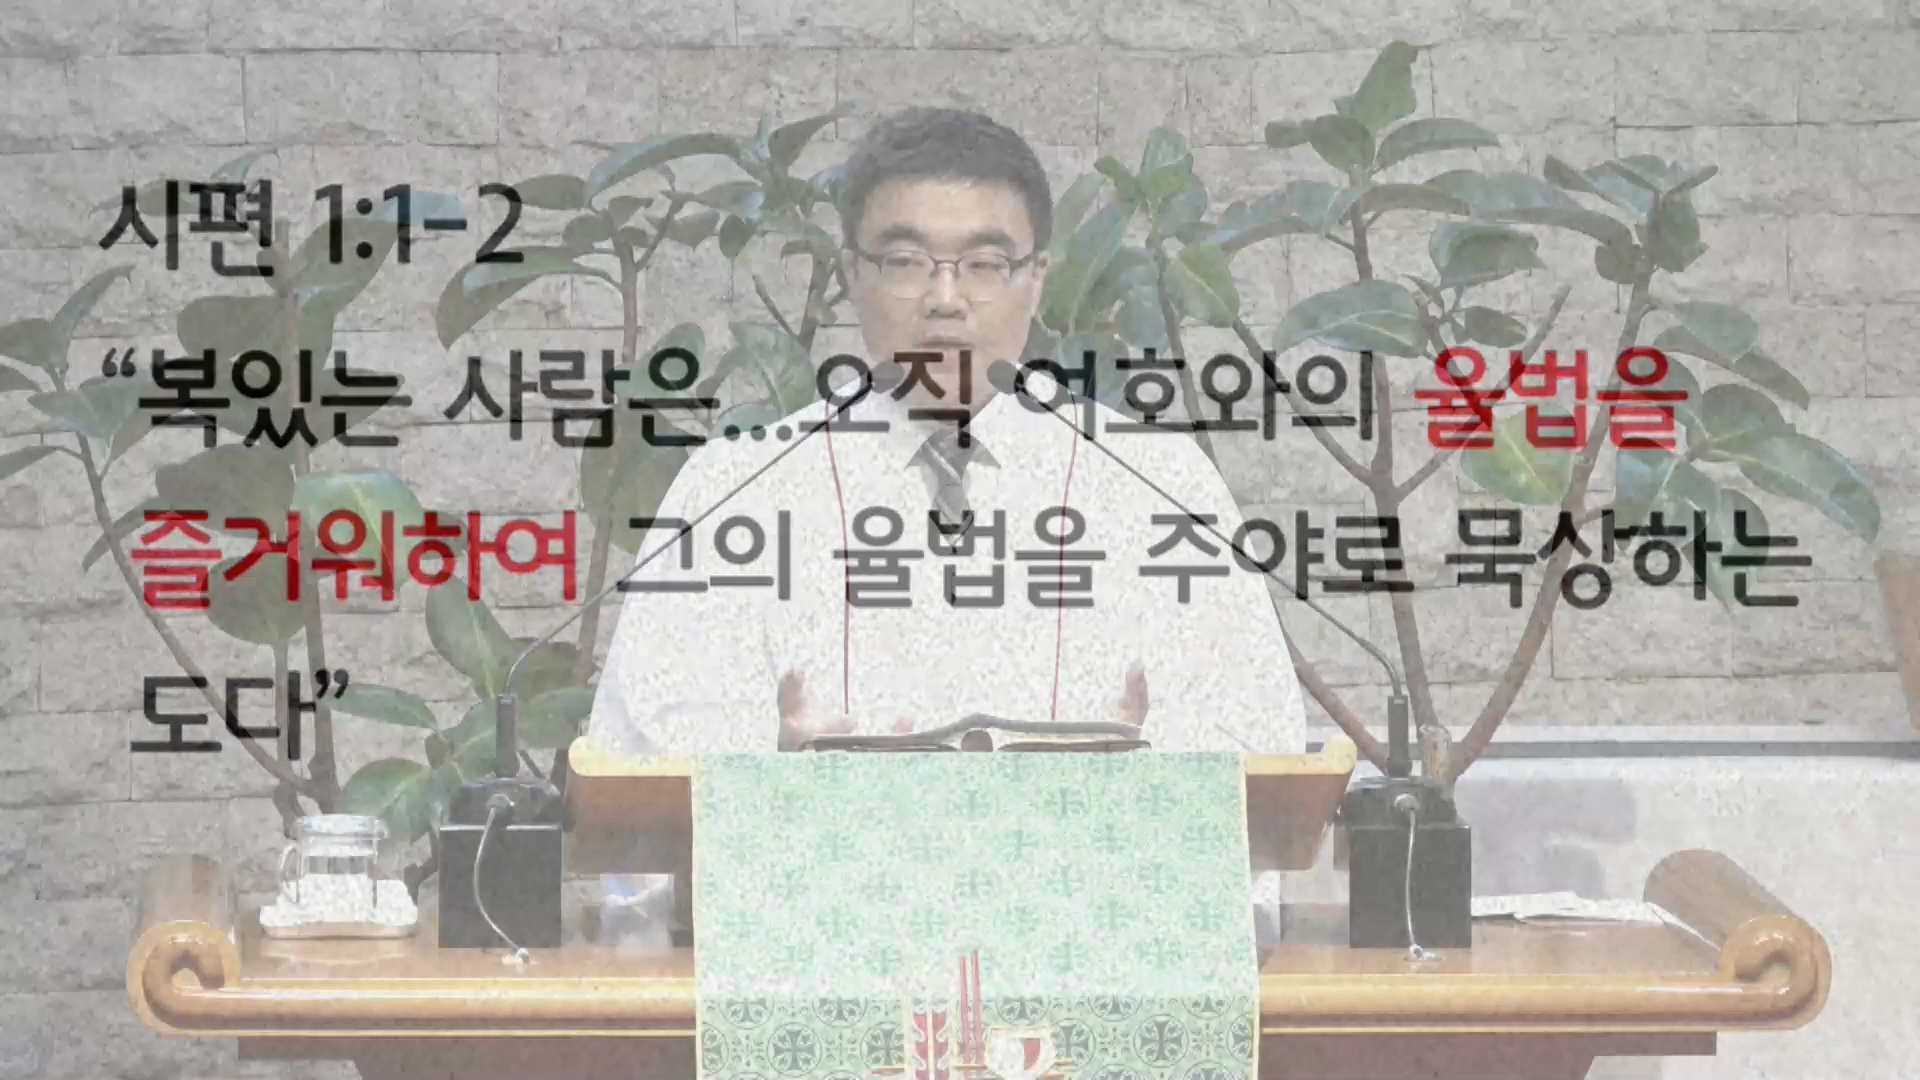 시편 1:1-2
“복있는 사람은...오직 여호와의 율법을
즐거워하여 그의 율법을 주야로 묵상하는
도다”